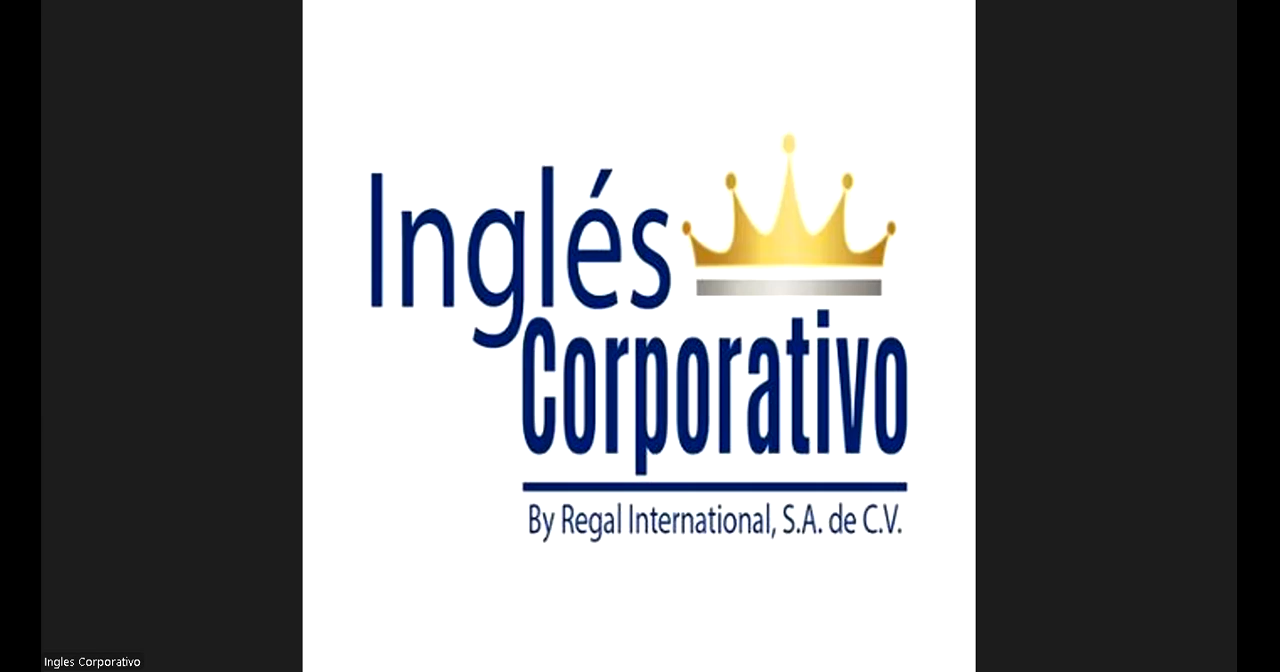 Inglés
Corporativo
By Regal International, S.A. de C.V.
Ingles Corporativo